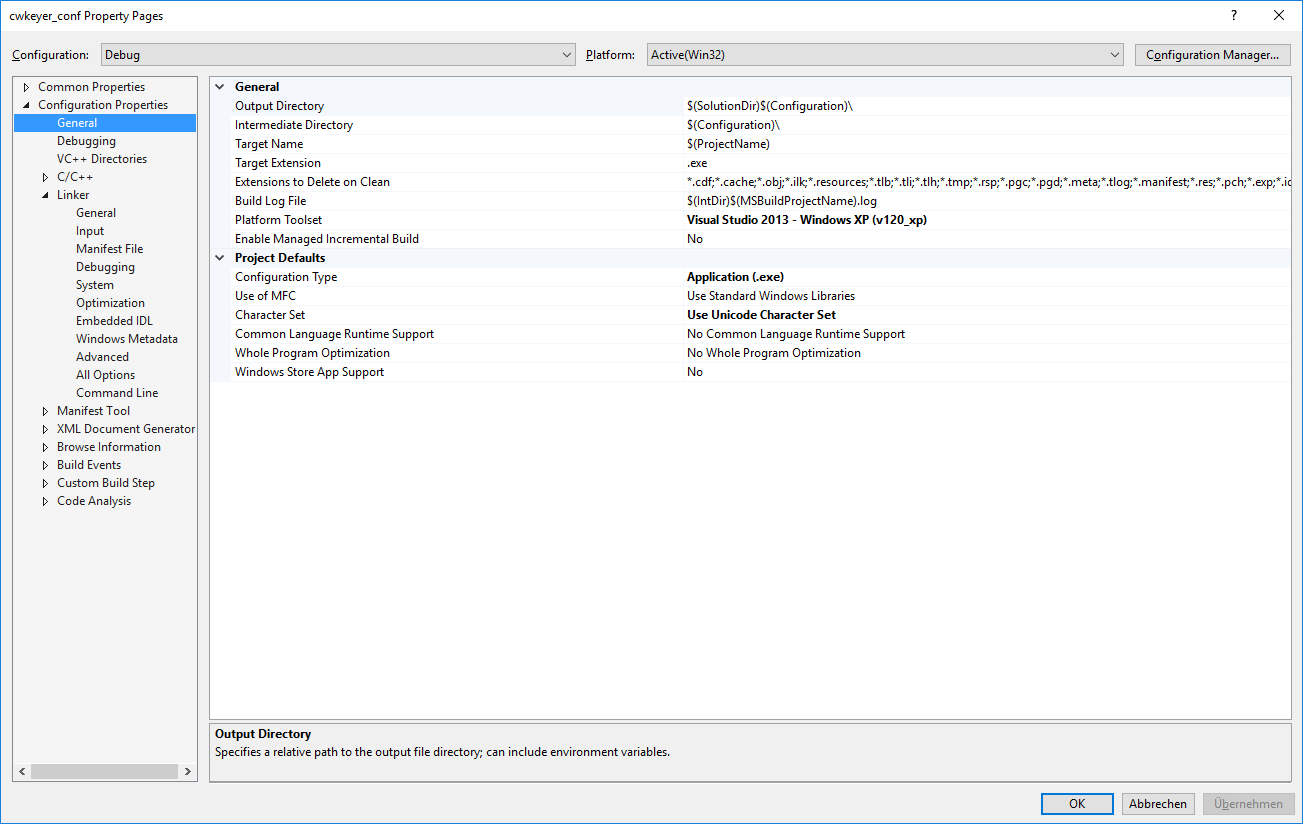 cwkeyer_conf Property Pages
?
Configuration: Debug Platform: Active(Win32) Configuration Manager...
Common Properties
Configuration Properties
General
Debugging
VC++ Directories
C/C++
Linker
General
Input
Manifest File
Debugging
System
Optimization
Embedded IDL
Windows Metadata
Advanced
All Options
Command Line
Manifest Tool
XML Document Generator
Browse Information
Build Events
Custom Build Step
Code Analysis
General
Output Directory $(SolutionDir)$(Configuration)\
Intermediate Directory $(Configuration)\
Target Name $(ProjectName)
Target Extension .exe
Extensions to Delete on Clean *.cdf;*.cache;*.obj;*.ilk;*.resources;*.tlb;*.tli;*.tlh;*.tmp;*.rsp;*.pgc;*.pgd;*.meta;*.tlog;*.manifest;*.res;*.pch;*.exp;*.ic
Build Log File $(IntDir)$(MSBuildProjectName).log
Platform Toolset Visual Studio 2013 - Windows XP (v120_xp)
Enable Managed Incremental Build No
Project Defaults
Configuration Type Application (.exe)
Use of MFC Use Standard Windows Libraries
Character Set Use Unicode Character Set
Common Language Runtime Support No Common Language Runtime Support
Whole Program Optimization No Whole Program Optimization
Windows Store App Support No
Output Directory
Specifies a relative path to the output file directory; can include environment variables.
OK Abbrechen Übernehmen